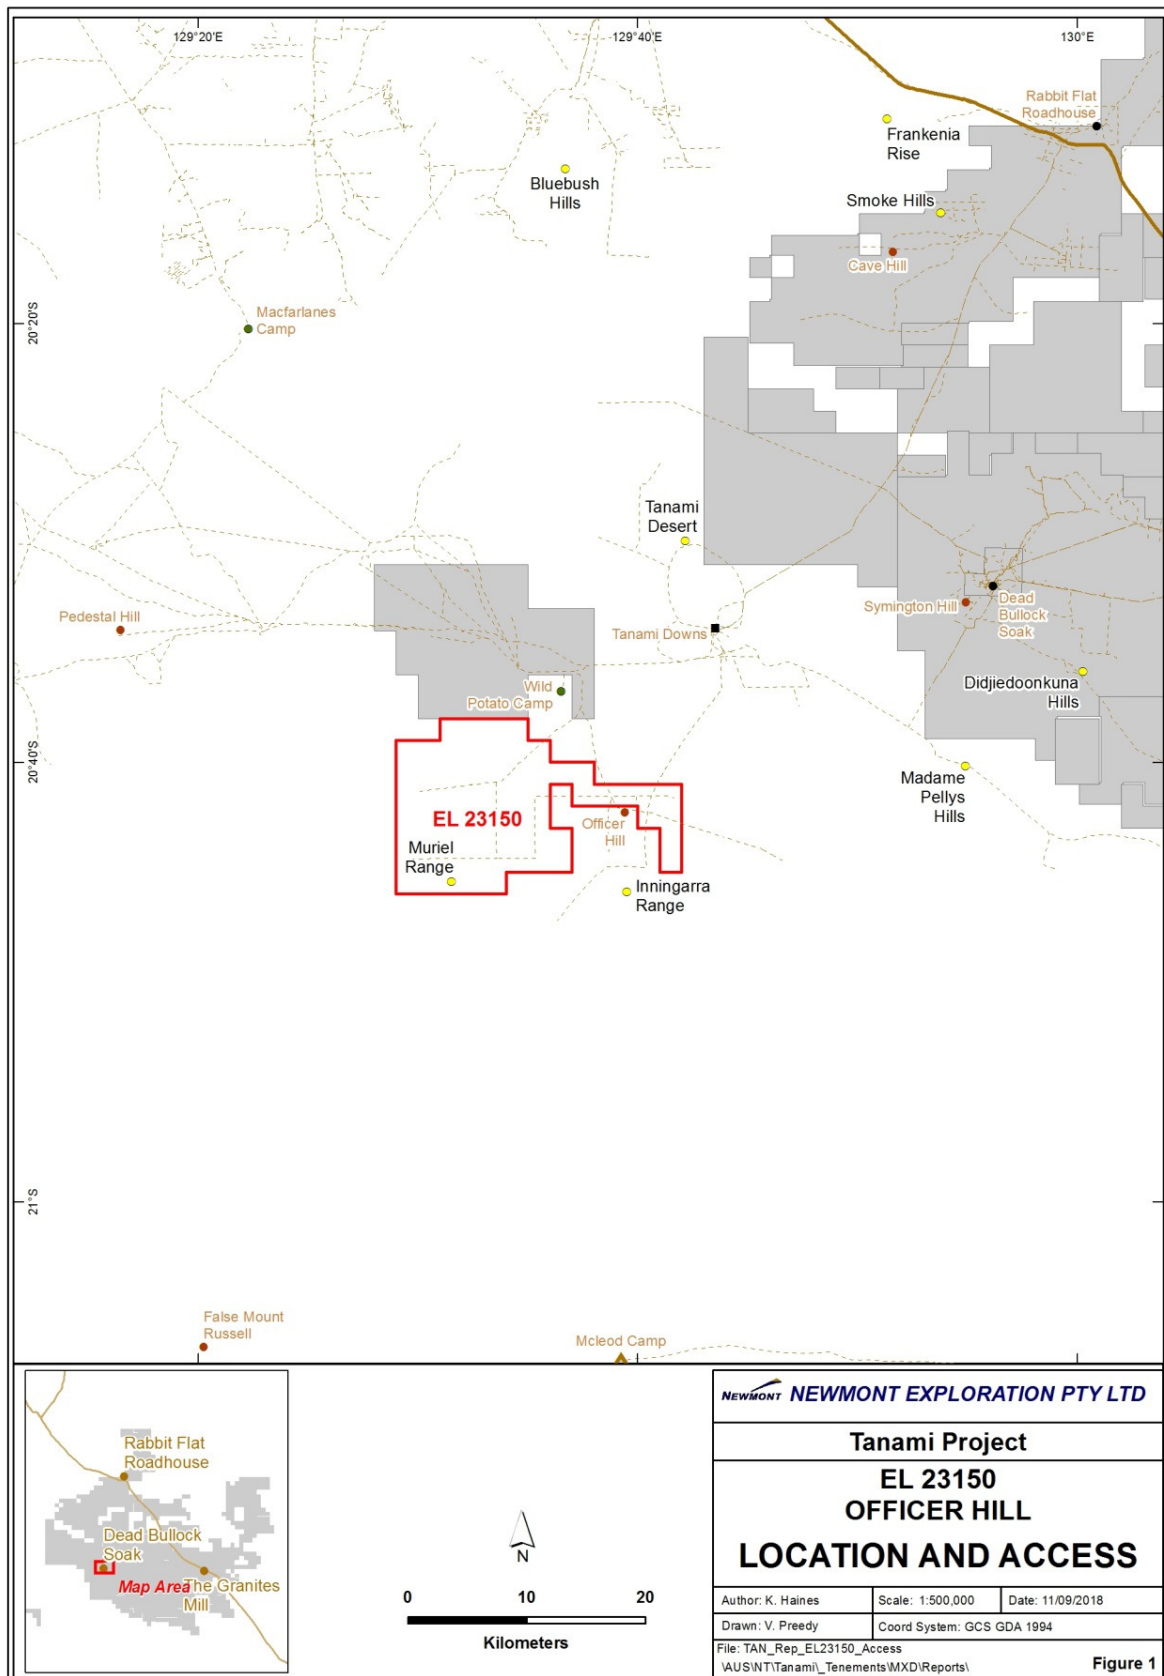 129°20'E
129°40'E
130°E
Rabbit Flat
Roadhouse
Frankenia
Rise
Bluebush
Hills
Smoke Hills
Cave Hill
20°20'S
Macfarlanes
Camp
Tanami
Desert
Pedestal Hill
Tanami Downs
Symington Hill
Dead
Bullock
Soak
Wild
Potato Camp
Didjiedoonkuna
Hills
20°40'S
Madame
Pellys
Hills
EL 23150
Officer
Hill
Muriel
Range
Inningarra
Range
21°S
False Mount
Russell
Mcleod Camp
Rabbit Flat
Roadhouse
Dead Bullock
Soak
Map Area
The Granites
Mill
N
0 10 20
Kilometers
NEWMONT NEWMONT EXPLORATION PTY LTD
Tanami Project
EL 23150
OFFICER HILL
LOCATION AND ACCESS
Author: K. Haines Scale: 1:500,000 Date: 11/09/2018
Drawn: V. Preedy Coord System: GCS GDA 1994
File: TAN_Rep_EL23150_Access
\AUS\NT\Tanami\_Tenements\MXD\Reports\ Figure 1